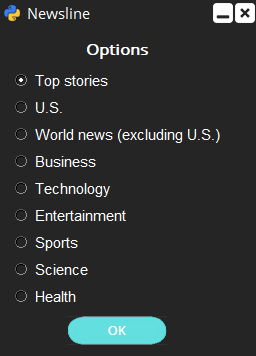 Newsline
Options
Top stories
U.S.
World news (excluding U.S.)
Business
Technology
Entertainment
Sports
Science
Health
OK